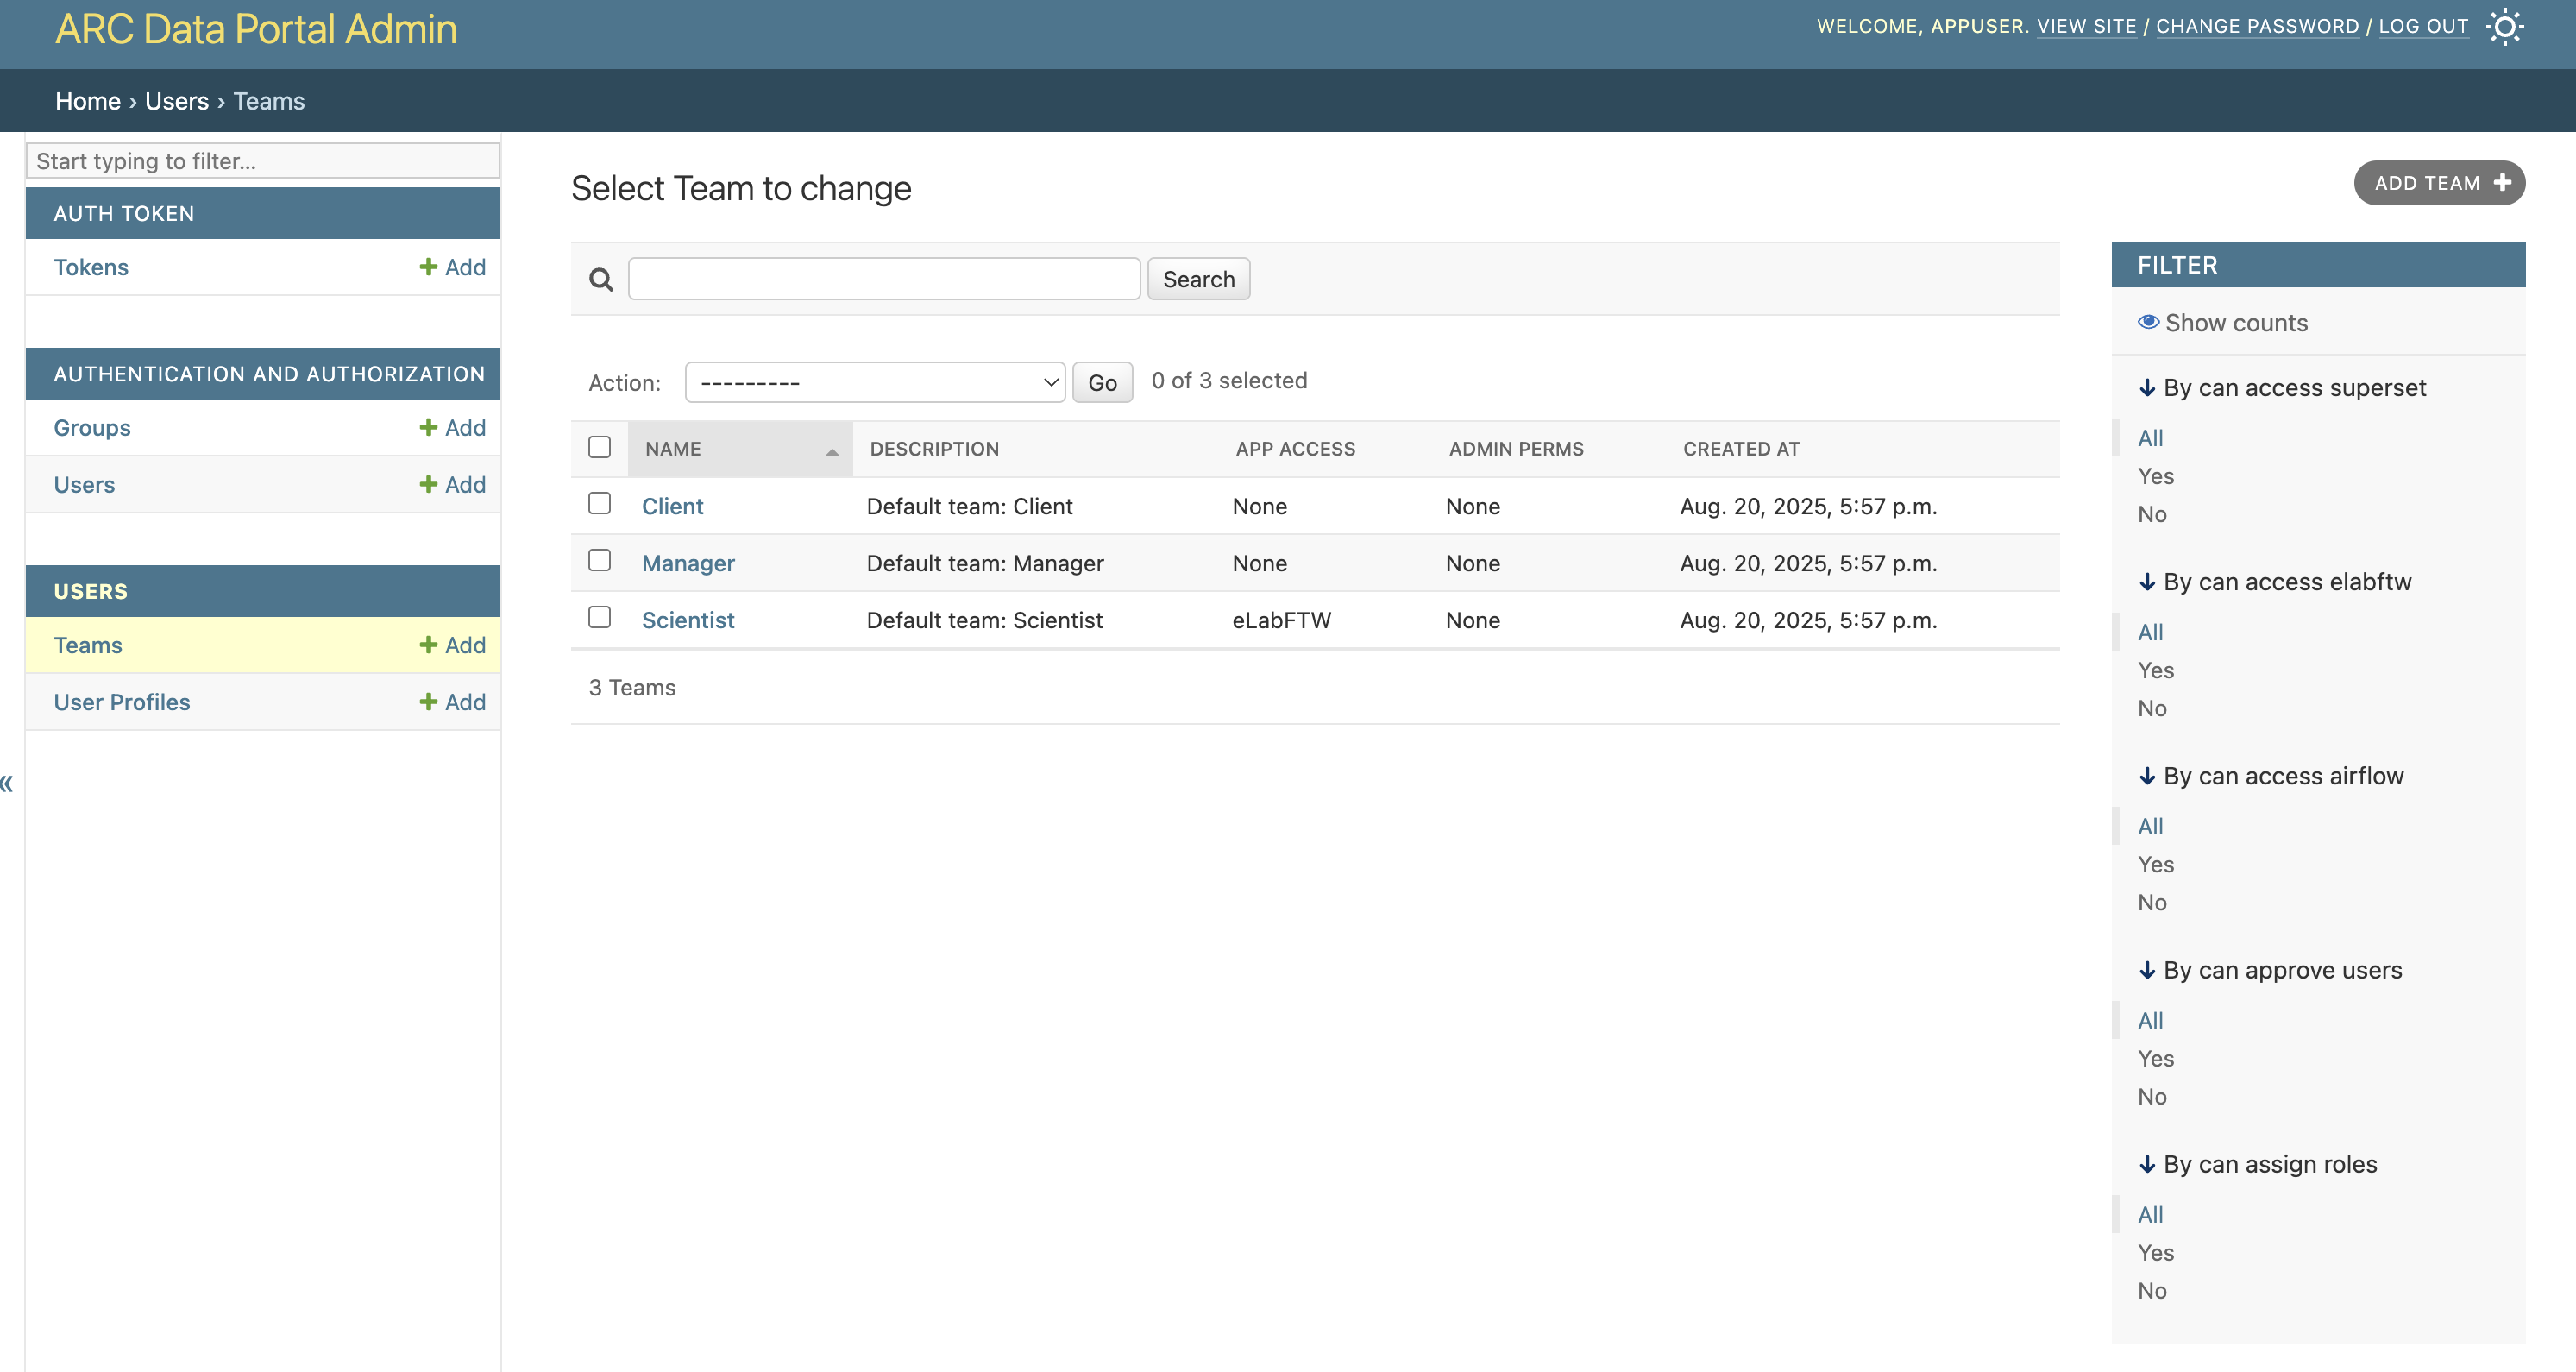 ARC Data Portal Admin
WELCOME, APPUSER. VIEW SITE / CHANGE PASSWORD / LOG OUT
Home › Users › Teams
Start typing to filter...
AUTH TOKEN
Tokens + Add
AUTHENTICATION AND AUTHORIZATION
Groups + Add
Users + Add
USERS
Teams + Add
User Profiles + Add
«
Select Team to change
ADD TEAM +
Search
Action: --------- Go 0 of 3 selected
NAME DESCRIPTION APP ACCESS ADMIN PERMS CREATED AT
Client Default team: Client None None Aug. 20, 2025, 5:57 p.m.
Manager Default team: Manager None None Aug. 20, 2025, 5:57 p.m.
Scientist Default team: Scientist eLabFTW None Aug. 20, 2025, 5:57 p.m.
3 Teams
FILTER
Show counts
↓ By can access superset
All
Yes
No
↓ By can access elabftw
All
Yes
No
↓ By can access airflow
All
Yes
No
↓ By can approve users
All
Yes
No
↓ By can assign roles
All
Yes
No